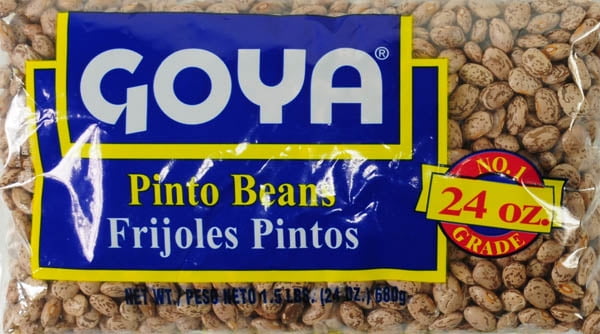 GOYA®
Pinto Beans
Frijoles Pintos
NO.1
24 OZ.
GRADE
NET WT./PESO NETO 1.5 LBS. (24 OZ.) 680g